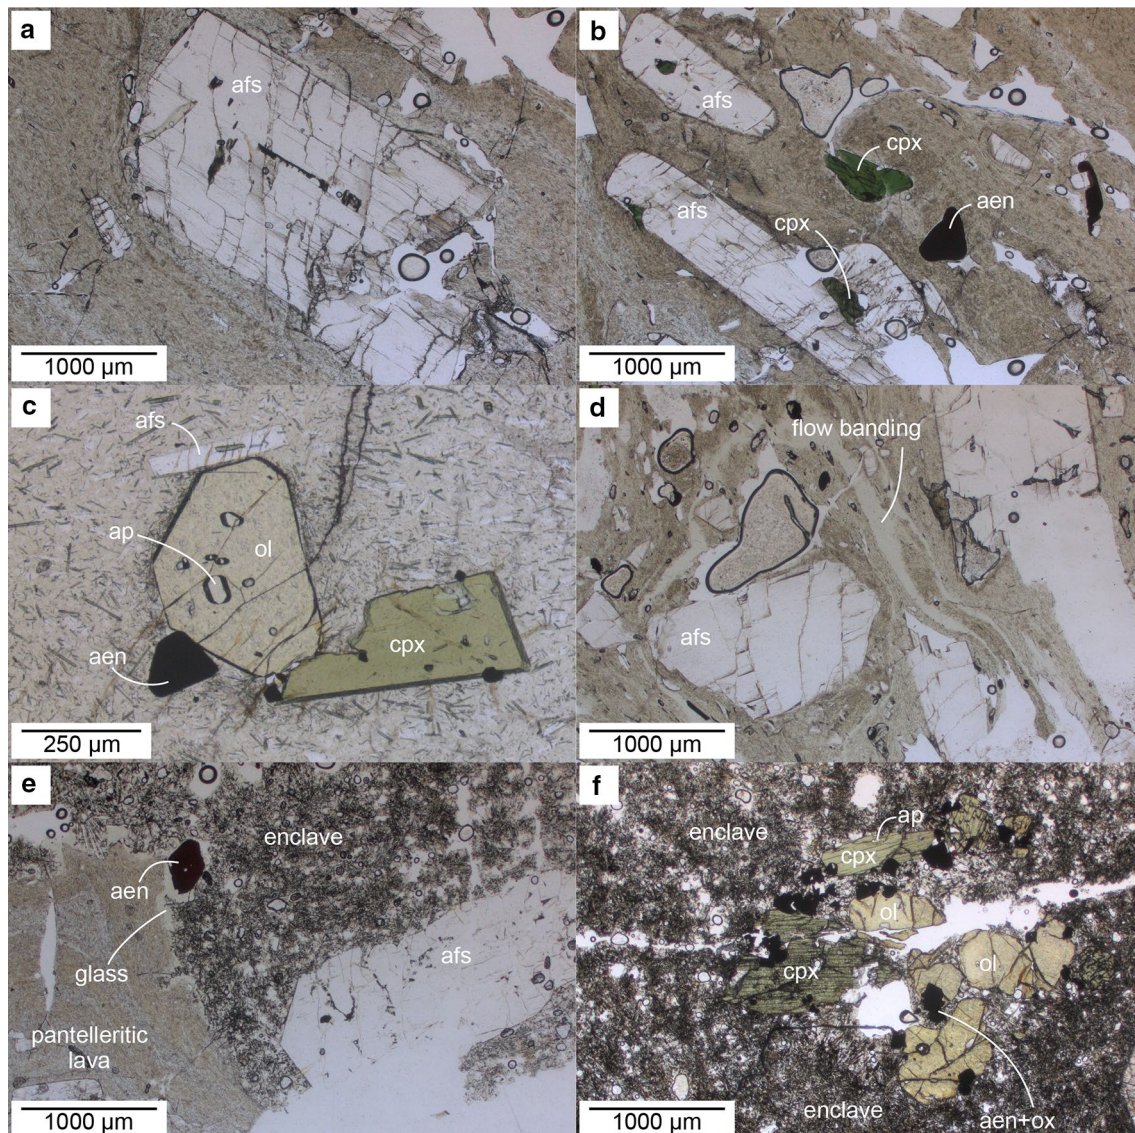 a
afs
1000 µm
b
afs
cpx
afs
aen
cpx
1000 µm
c
afs
ap
ol
cpx
aen
250 µm
d
flow banding
afs
1000 µm
e
enclave
aen
afs
glass
pantelleritic
lava
1000 µm
f
enclave
ap
cpx
ol
ol
cpx
aen+ox
enclave
1000 µm